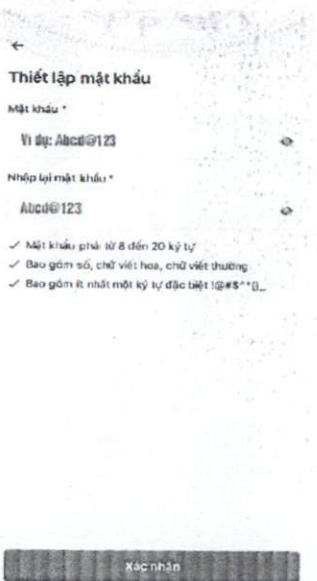 Thiết lập mật khẩu
Mật khẩu *
Ví dụ: Abcd@123
Nhập lại mật khẩu *
Abcd@123
Mật khẩu phải từ 8 đến 20 ký tự
Bao gồm số, chữ viết hoa, chữ viết thường
Bao gồm ít nhất một ký tự đặc biệt !@#$^*()_
Xác nhận